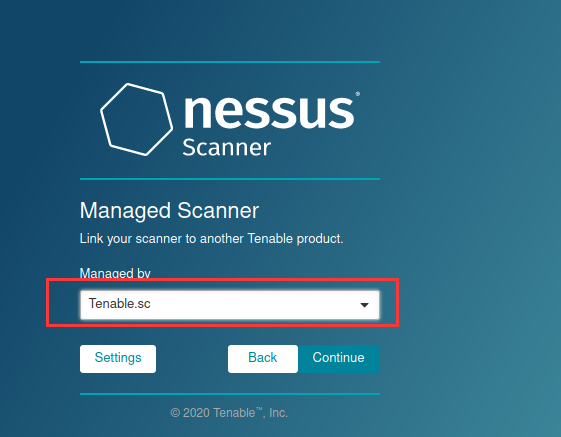 nessus®
Scanner
Managed Scanner
Link your scanner to another Tenable product.
Managed by
Tenable.sc
Settings
Back
Continue
© 2020 Tenable™, Inc.